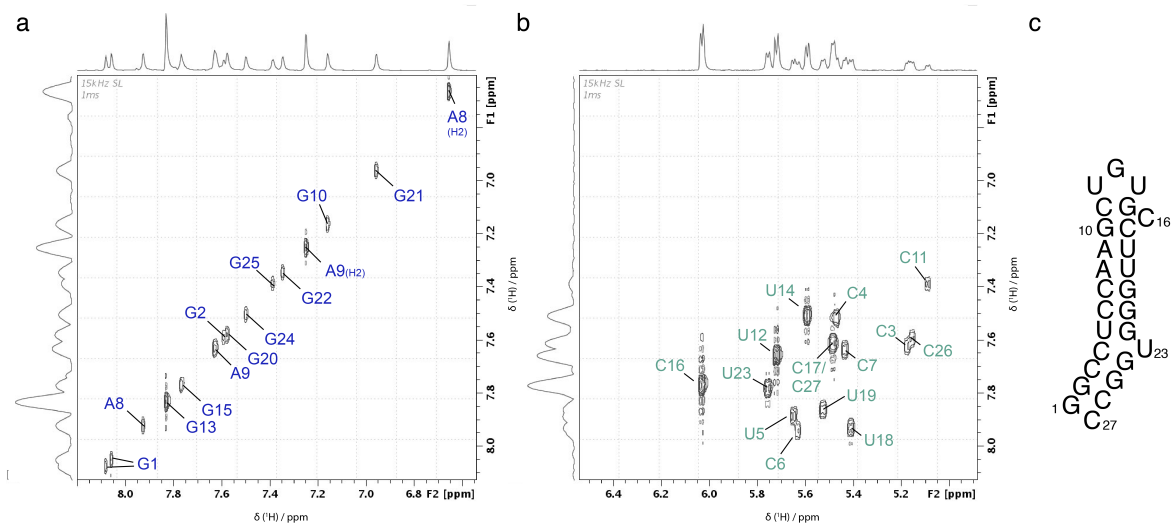 a
15kHz SL
1ms
F1 [ppm]
A8
(H2)
G21
G10
A9(H2)
G25
G22
G2
G24
G20
A9
G15
A8
G13
G1
7.0
7.2
7.4
7.6
7.8
8.0
δ (¹H) / ppm
8.0 7.8 7.6 7.4 7.2 7.0 6.8 F2 [ppm]
δ (¹H) / ppm
b
15kHz SL
1ms
F1 [ppm]
C11
U14
C4
U12
C3
C26
C16
C17/
C27
C7
U23
U19
U5
U18
C6
7.0
7.2
7.4
7.6
7.8
8.0
δ (¹H) / ppm
6.4 6.2 6.0 5.8 5.6 5.4 5.2 F2 [ppm]
δ (¹H) / ppm
c
G
U U
C G C16
10 G C
A U
A U
C G
C G
U G
C U23
C G
G G
G C
1 G C27